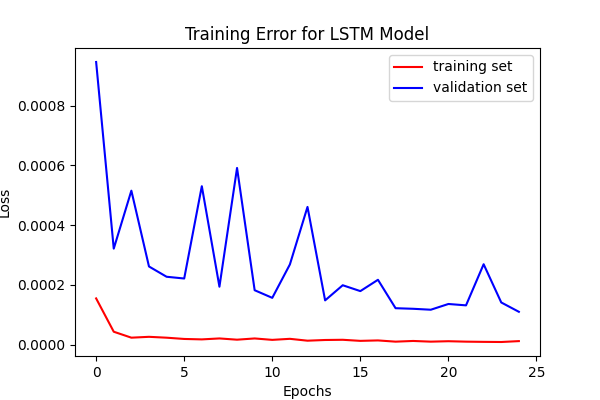 Training Error for LSTM Model
training set
validation set
Loss
0.0008
0.0006
0.0004
0.0002
0.0000
0 5 10 15 20 25
Epochs